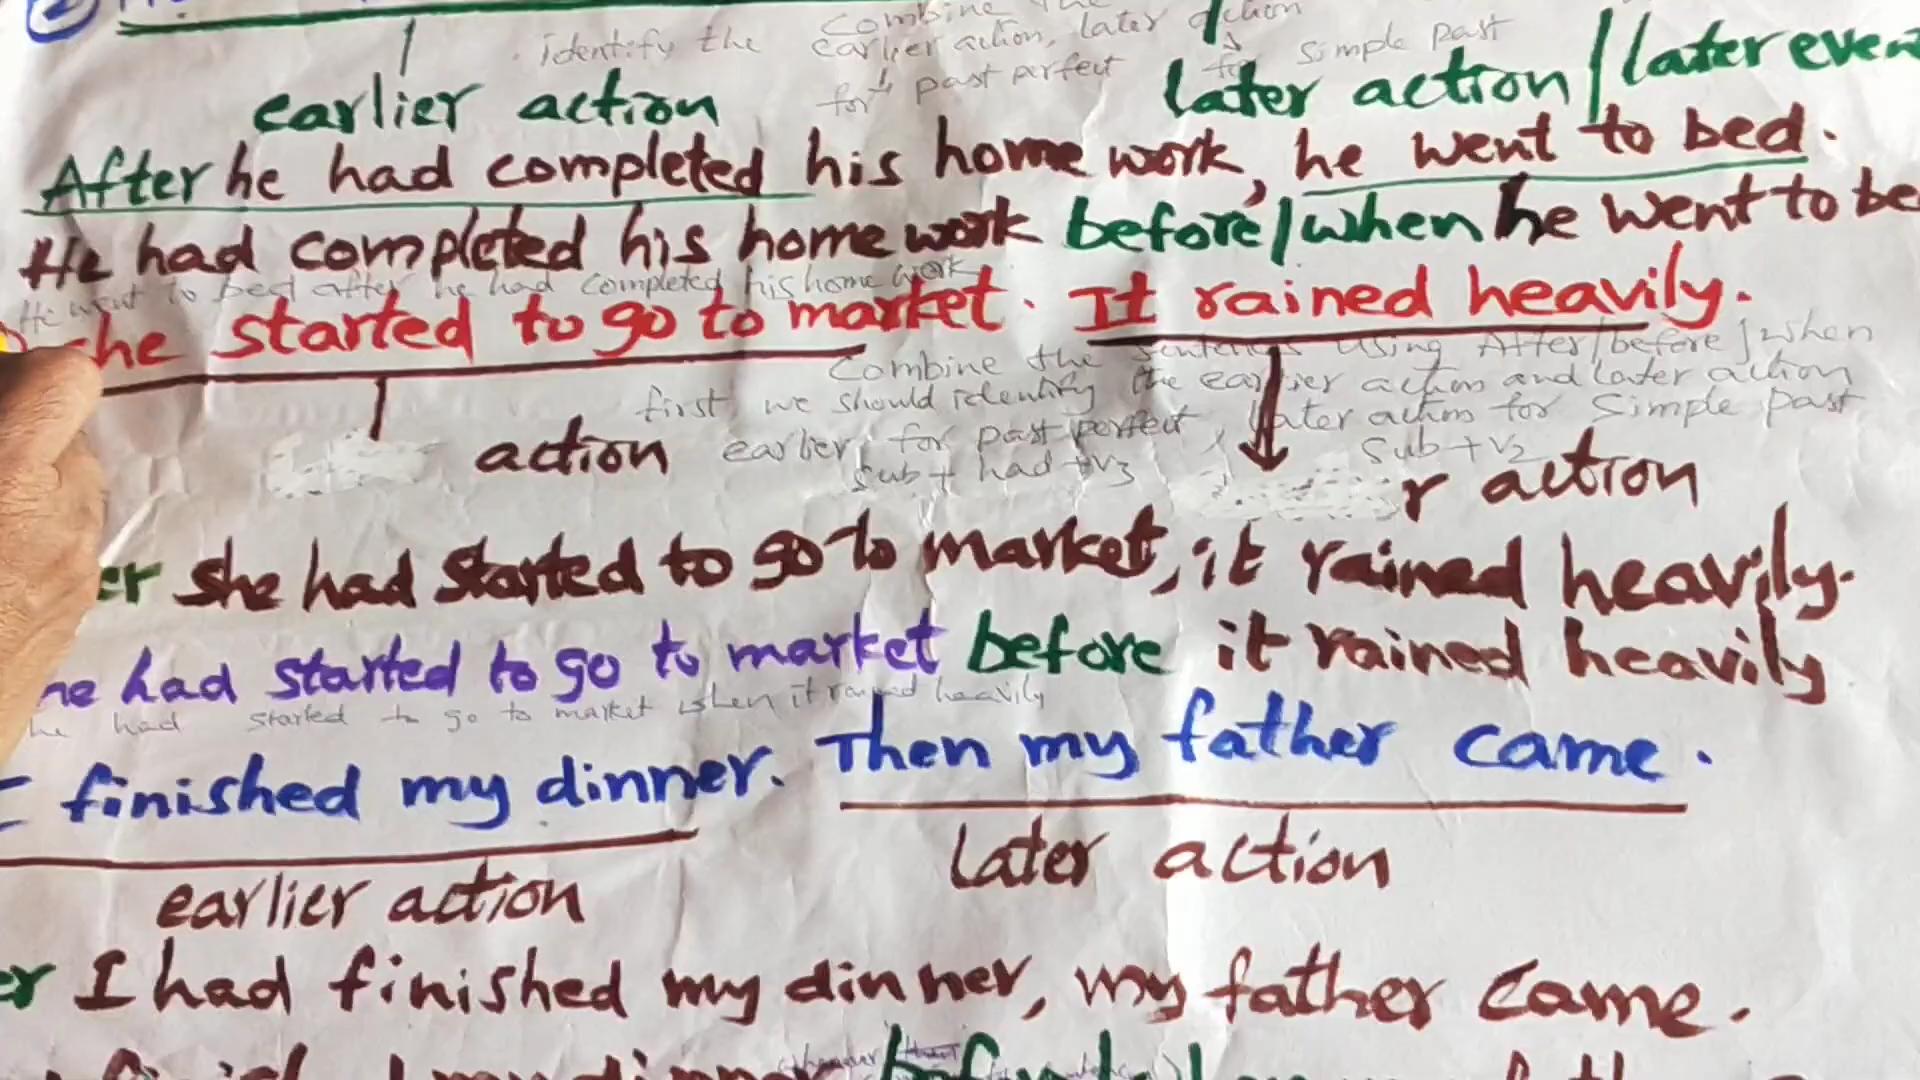 combine the
identify the earlier action, later action
for past perfect for simple past
earlier action later action / later even
After he had completed his home work, he went to bed.
He had completed his home work before / when he went to be
He went to bed after he had completed his home work
she started to go to market. It rained heavily.
Combine the sentences using After / before / when
first we should identify the earlier action and later action
action earlier for past perfect, later action for simple past
sub + had + v3 sub + v2
r action
er she had started to go to market, it rained heavily.
he had started to go to market before it rained heavily
he had started to go to market when it rained heavily
I finished my dinner. Then my father came.
earlier action later action
er I had finished my dinner, my father came.